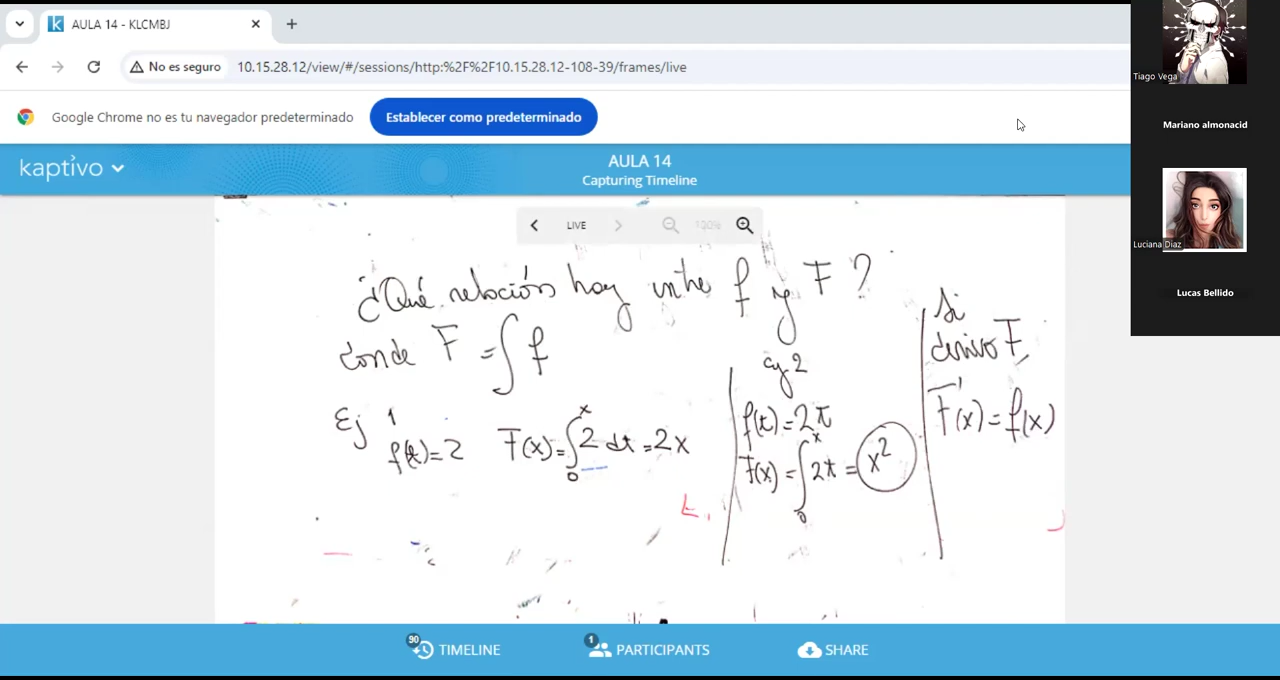 AULA 14 - KLCMBJ
No es seguro
10.15.28.12/view/#/sessions/http:%2F%2F10.15.28.12-108-39/frames/live
Google Chrome no es tu navegador predeterminado
Establecer como predeterminado
kaptivo
AULA 14
Capturing Timeline
LIVE
100%
¿Qué relación hay entre f y F?
donde F = ∫ f
Ej 1
f(t)=2 F(x)=∫₀ˣ 2 dt = 2x
ej 2
f(t)=2t
F(x)=∫₀ˣ 2t = x²
Si
derivo F,
F'(x)=f(x)
90
TIMELINE
1
PARTICIPANTS
SHARE
Tiago Vega
Mariano almonacid
Luciana Diaz
Lucas Bellido